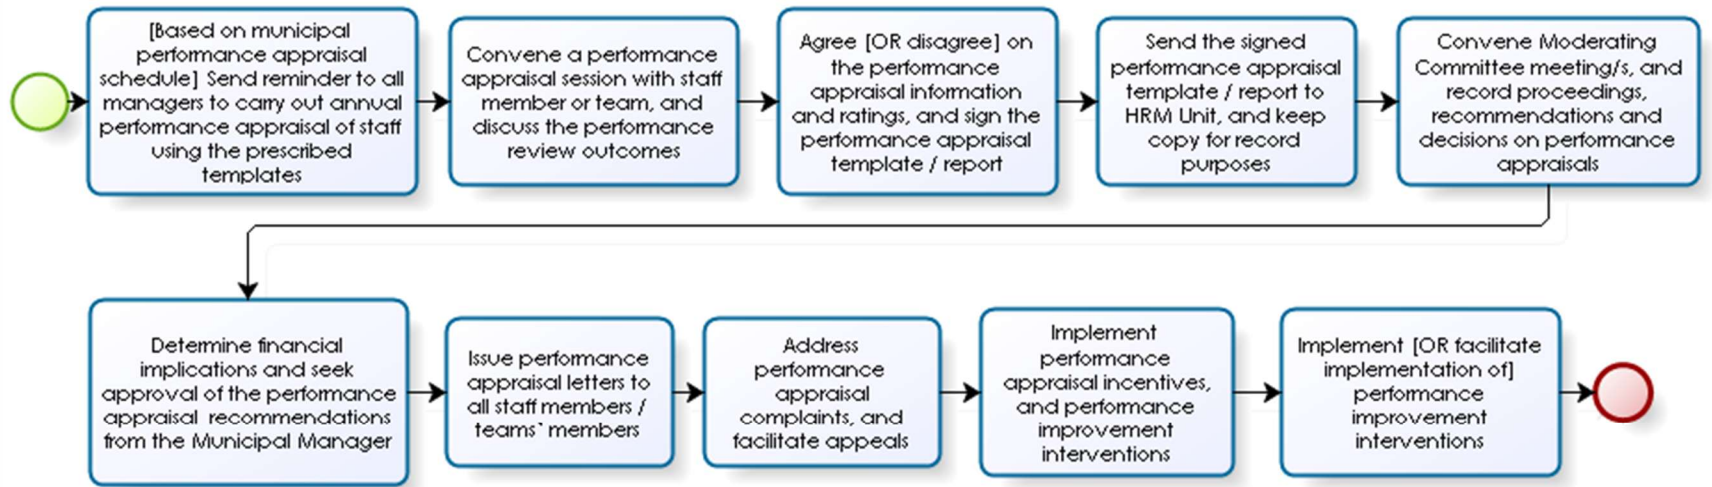 [Based on municipal
performance appraisal
schedule] Send reminder to all
managers to carry out annual
performance appraisal of staff
using the prescribed
templates
Convene a performance
appraisal session with staff
member or team, and
discuss the performance
review outcomes
Agree [OR disagree] on
the performance
appraisal information
and ratings, and sign the
performance appraisal
template / report
Send the signed
performance appraisal
template / report to
HRM Unit, and keep
copy for record
purposes
Convene Moderating
Committee meeting/s, and
record proceedings,
recommendations and
decisions on performance
appraisals
Determine financial
implications and seek
approval of the performance
appraisal recommendations
from the Municipal Manager
Issue performance
appraisal letters to
all staff members /
teams` members
Address
performance
appraisal
complaints, and
facilitate appeals
Implement
performance
appraisal incentives,
and performance
improvement
interventions
Implement [OR facilitate
implementation of]
performance
improvement
interventions